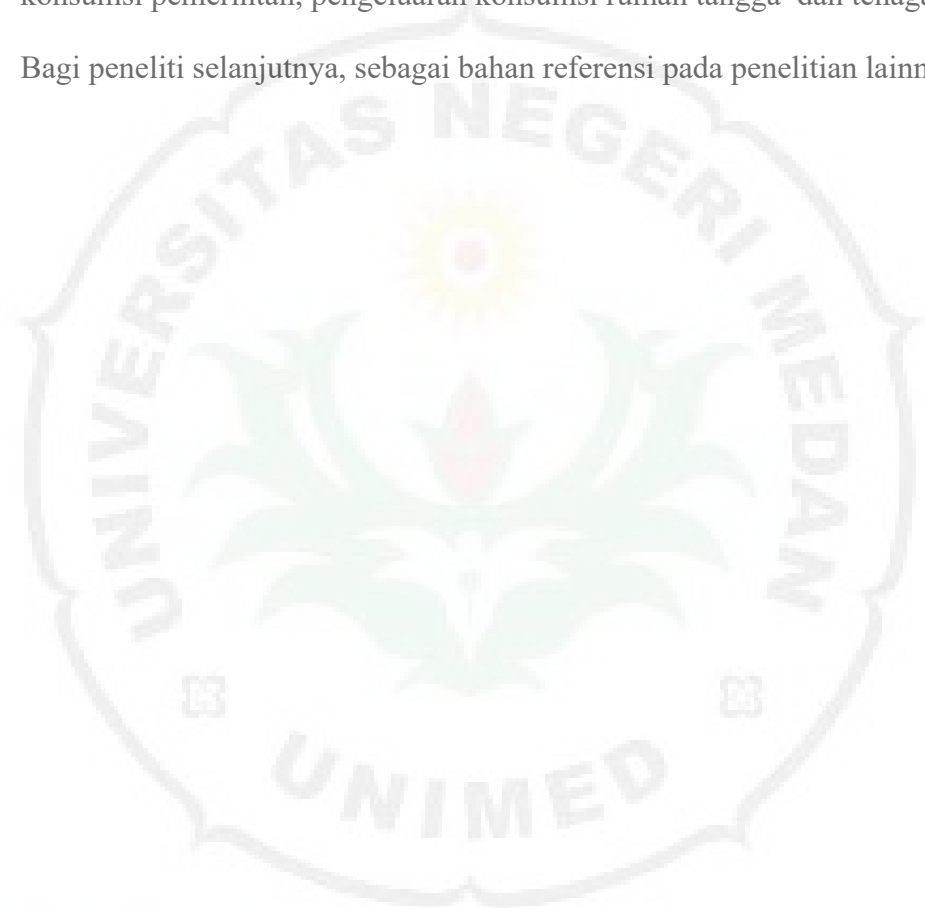 konsumsi pemerintah, pengeluaran konsumsi rumah tangga dan tenaga
Bagi peneliti selanjutnya, sebagai bahan referensi pada penelitian lainn
UNIVERSITAS NEGERI MEDAN
UNIMED